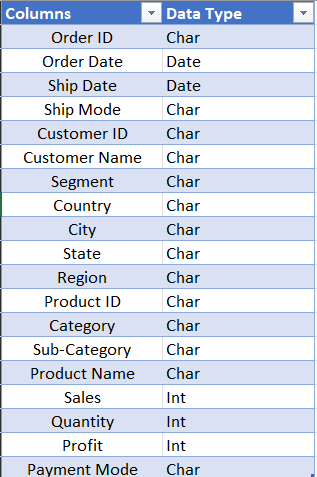 Columns Data Type
Order ID Char
Order Date Date
Ship Date Date
Ship Mode Char
Customer ID Char
Customer Name Char
Segment Char
Country Char
City Char
State Char
Region Char
Product ID Char
Category Char
Sub-Category Char
Product Name Char
Sales Int
Quantity Int
Profit Int
Payment Mode Char